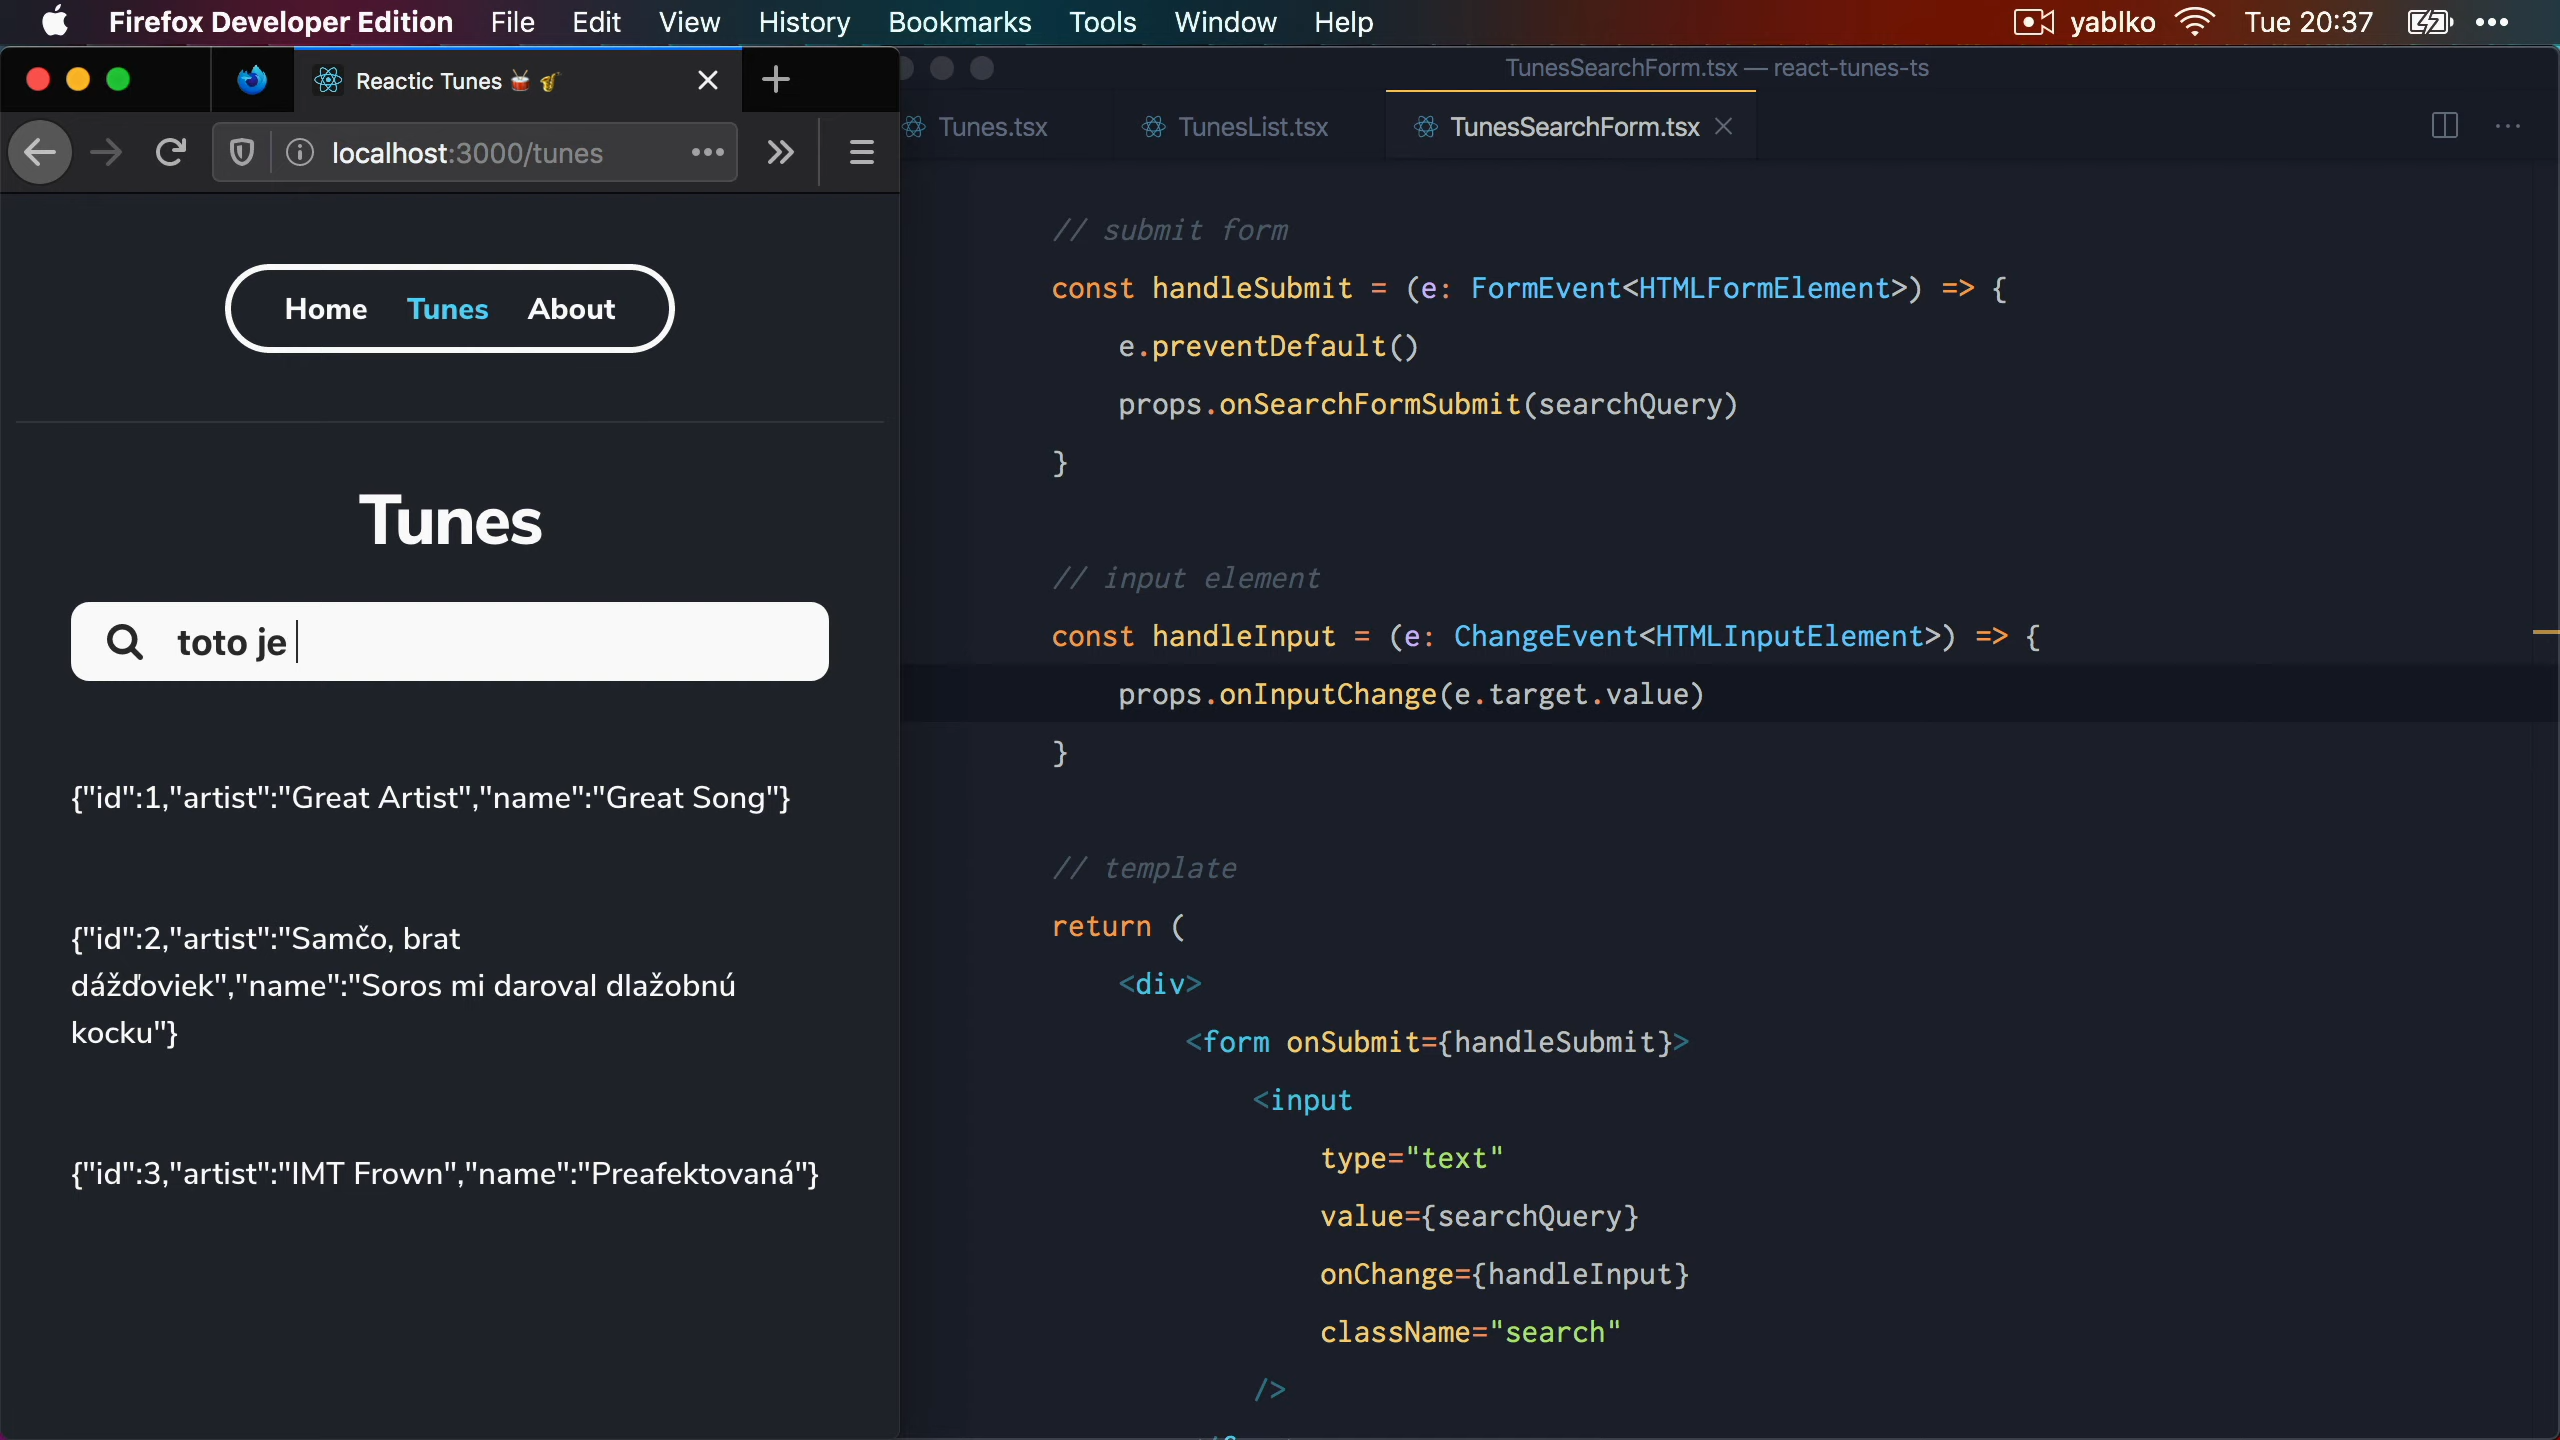 Firefox Developer Edition File Edit View History Bookmarks Tools Window Help yablko Tue 20:37
Reactic Tunes
localhost:3000/tunes
Home Tunes About
Tunes
toto je
{"id":1,"artist":"Great Artist","name":"Great Song"}
{"id":2,"artist":"Samčo, brat
dážďoviek","name":"Soros mi daroval dlažobnú
kocku"}
{"id":3,"artist":"IMT Frown","name":"Preafektovaná"}
TunesSearchForm.tsx — react-tunes-ts
Tunes.tsx TunesList.tsx TunesSearchForm.tsx
// submit form
const handleSubmit = (e: FormEvent<HTMLFormElement>) => {
e.preventDefault()
props.onSearchFormSubmit(searchQuery)
}
// input element
const handleInput = (e: ChangeEvent<HTMLInputElement>) => {
props.onInputChange(e.target.value)
}
// template
return (
<div>
<form onSubmit={handleSubmit}>
<input
type="text"
value={searchQuery}
onChange={handleInput}
className="search"
/>